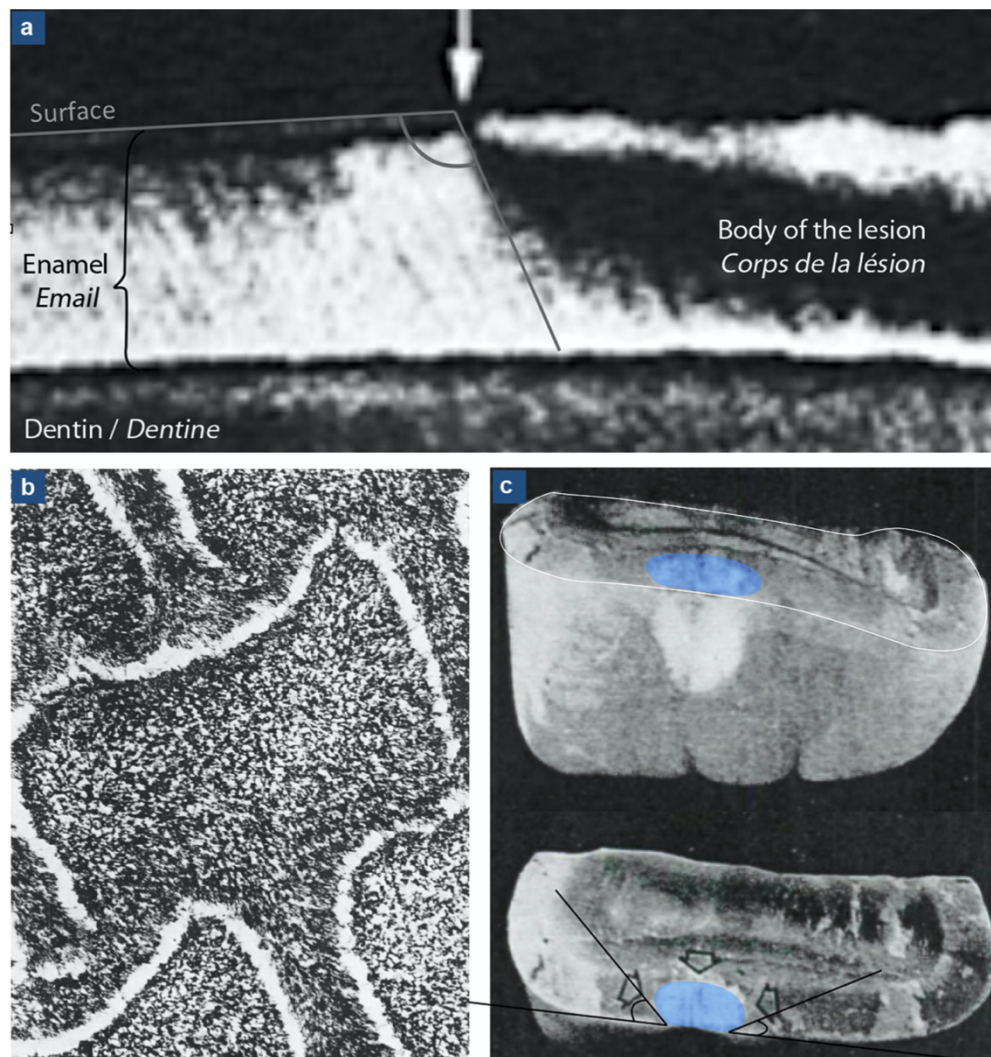 a
Surface
Enamel
Email
Body of the lesion
Corps de la lésion
Dentin / Dentine
b
c